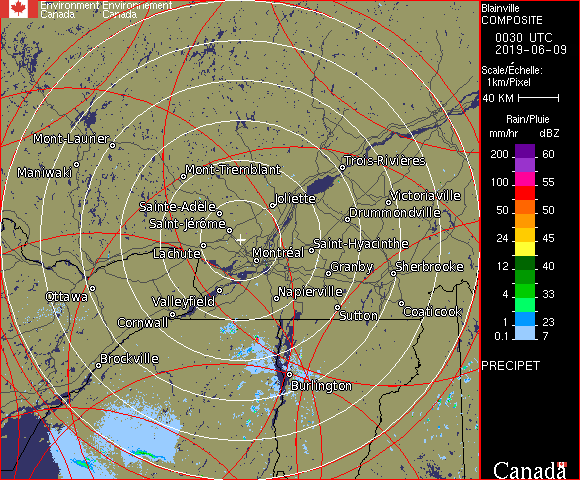 Environment Environnement
Canada Canada
Blainville
COMPOSITE
0030 UTC
2019-06-09
Scale/Échelle:
1km/Pixel
40 KM
Rain/Pluie
mm/hr dBZ
200 60
100 55
50 50
24 45
12 40
4 33
1 23
0.1 7
PRECIPET
Canada
Mont-Laurier
Maniwaki
Mont-Tremblant
Trois-Rivières
Joliette
Victoriaville
Sainte-Adèle
Drummondville
Saint-Jérôme
Lachute
Montréal
Saint-Hyacinthe
Granby
Sherbrooke
Ottawa
Valleyfield
Napierville
Cornwall
Sutton
Coaticook
Brockville
Burlington